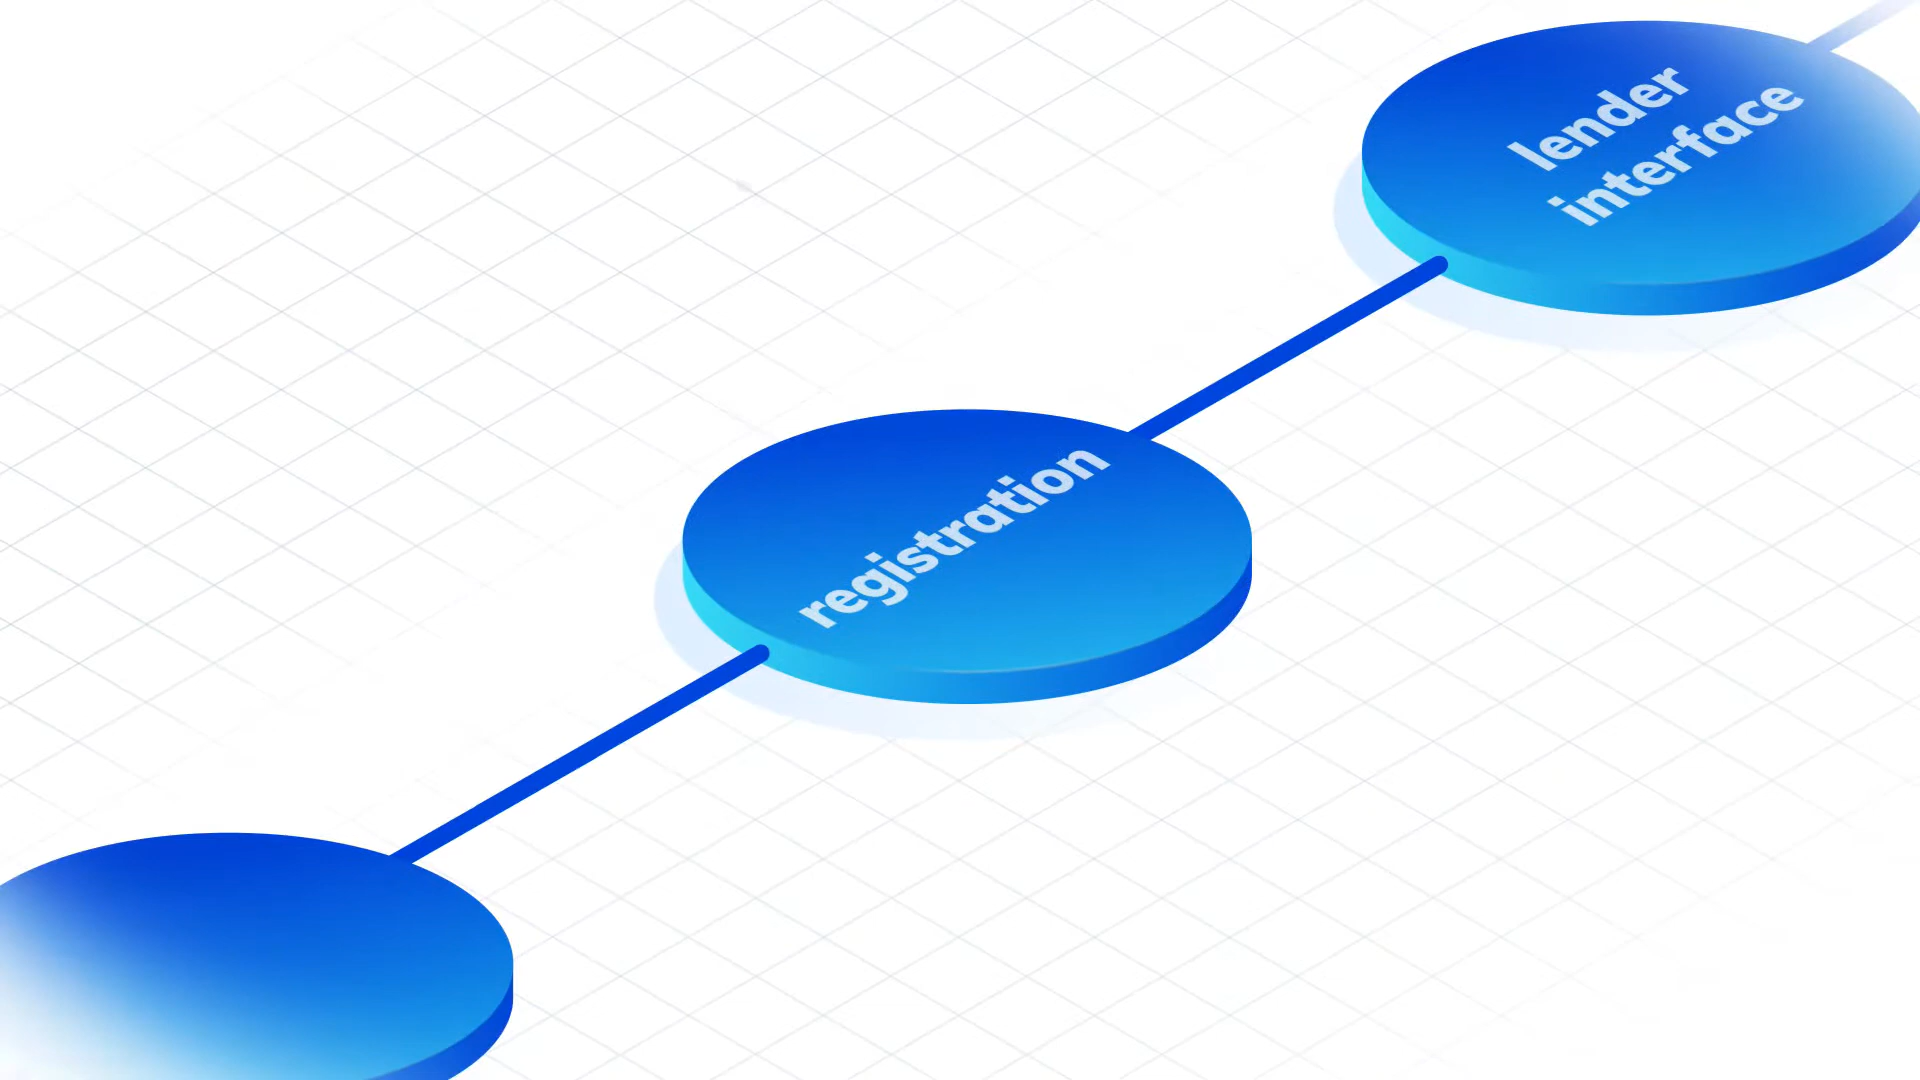 lender
interface
registration